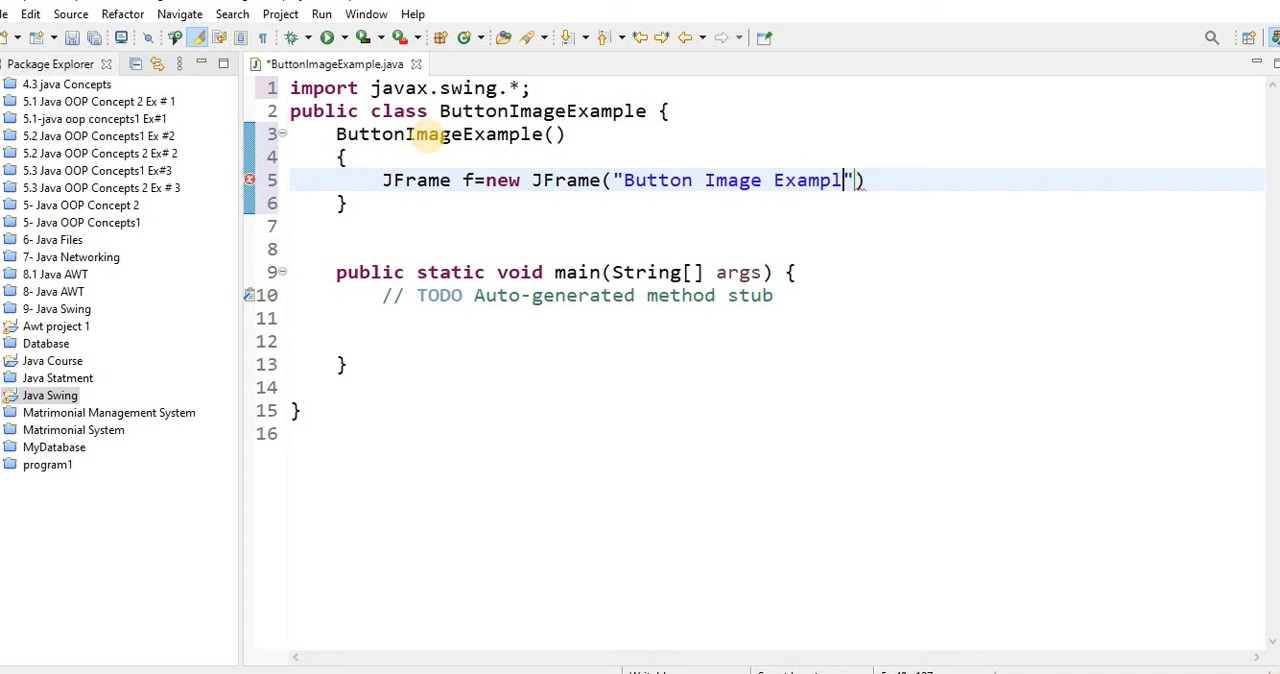 le Edit Source Refactor Navigate Search Project Run Window Help
Package Explorer
*ButtonImageExample.java
4.3 java Concepts
5.1 Java OOP Concept 2 Ex # 1
5.1-java oop concepts1 Ex#1
5.2 Java OOP Concepts1 Ex #2
5.2 Java OOP Concepts 2 Ex# 2
5.3 Java OOP Concepts1 Ex#3
5.3 Java OOP Concepts 2 Ex # 3
5- Java OOP Concept 2
5- Java OOP Concepts1
6- Java Files
7- Java Networking
8.1 Java AWT
8- Java AWT
9- Java Swing
Awt project 1
Database
Java Course
Java Statment
Java Swing
Matrimonial Management System
Matrimonial System
MyDatabase
program1
1 import javax.swing.*;
2 public class ButtonImageExample {
3 ButtonImageExample()
4 {
5 JFrame f=new JFrame("Button Image Exampl")
6 }
7
8
9 public static void main(String[] args) {
10 // TODO Auto-generated method stub
11
12
13 }
14
15 }
16